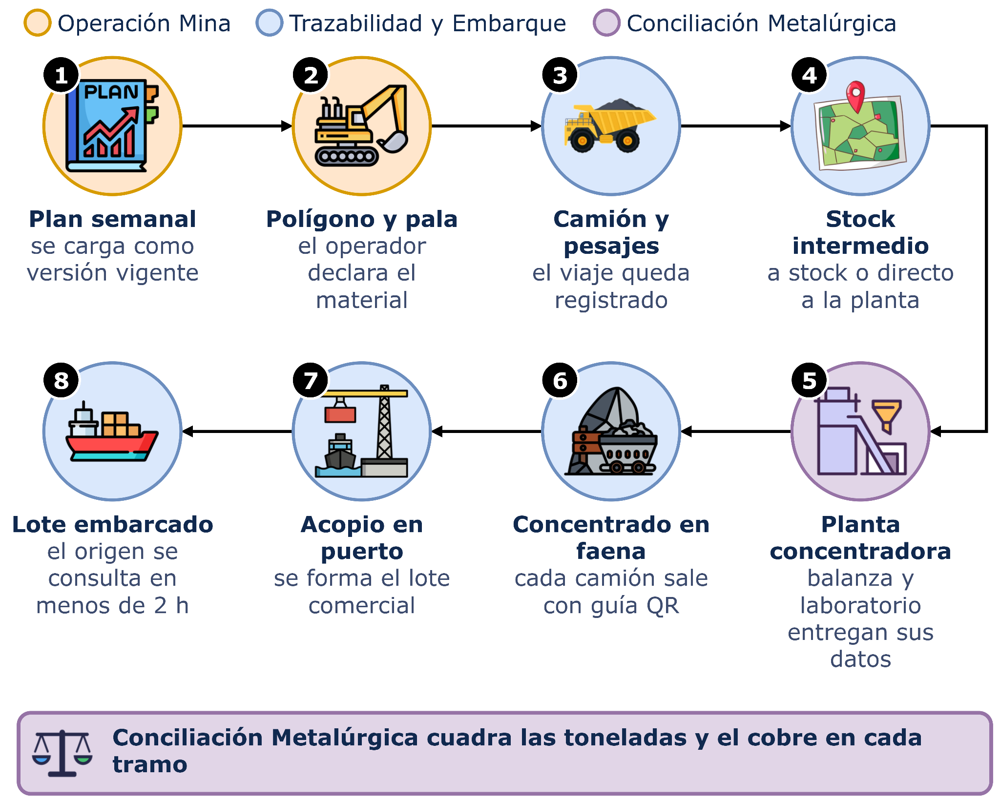 Operación Mina
Trazabilidad y Embarque
Conciliación Metalúrgica
1
PLAN
Plan semanal
se carga como
versión vigente
2
Polígono y pala
el operador
declara el
material
3
Camión y
pesajes
el viaje queda
registrado
4
Stock
intermedio
a stock o directo
a la planta
5
Planta
concentradora
balanza y
laboratorio
entregan sus
datos
6
Concentrado en
faena
cada camión sale
con guía QR
7
Acopio en
puerto
se forma el lote
comercial
8
Lote embarcado
el origen se
consulta en
menos de 2 h
Conciliación Metalúrgica cuadra las toneladas y el cobre en cada
tramo